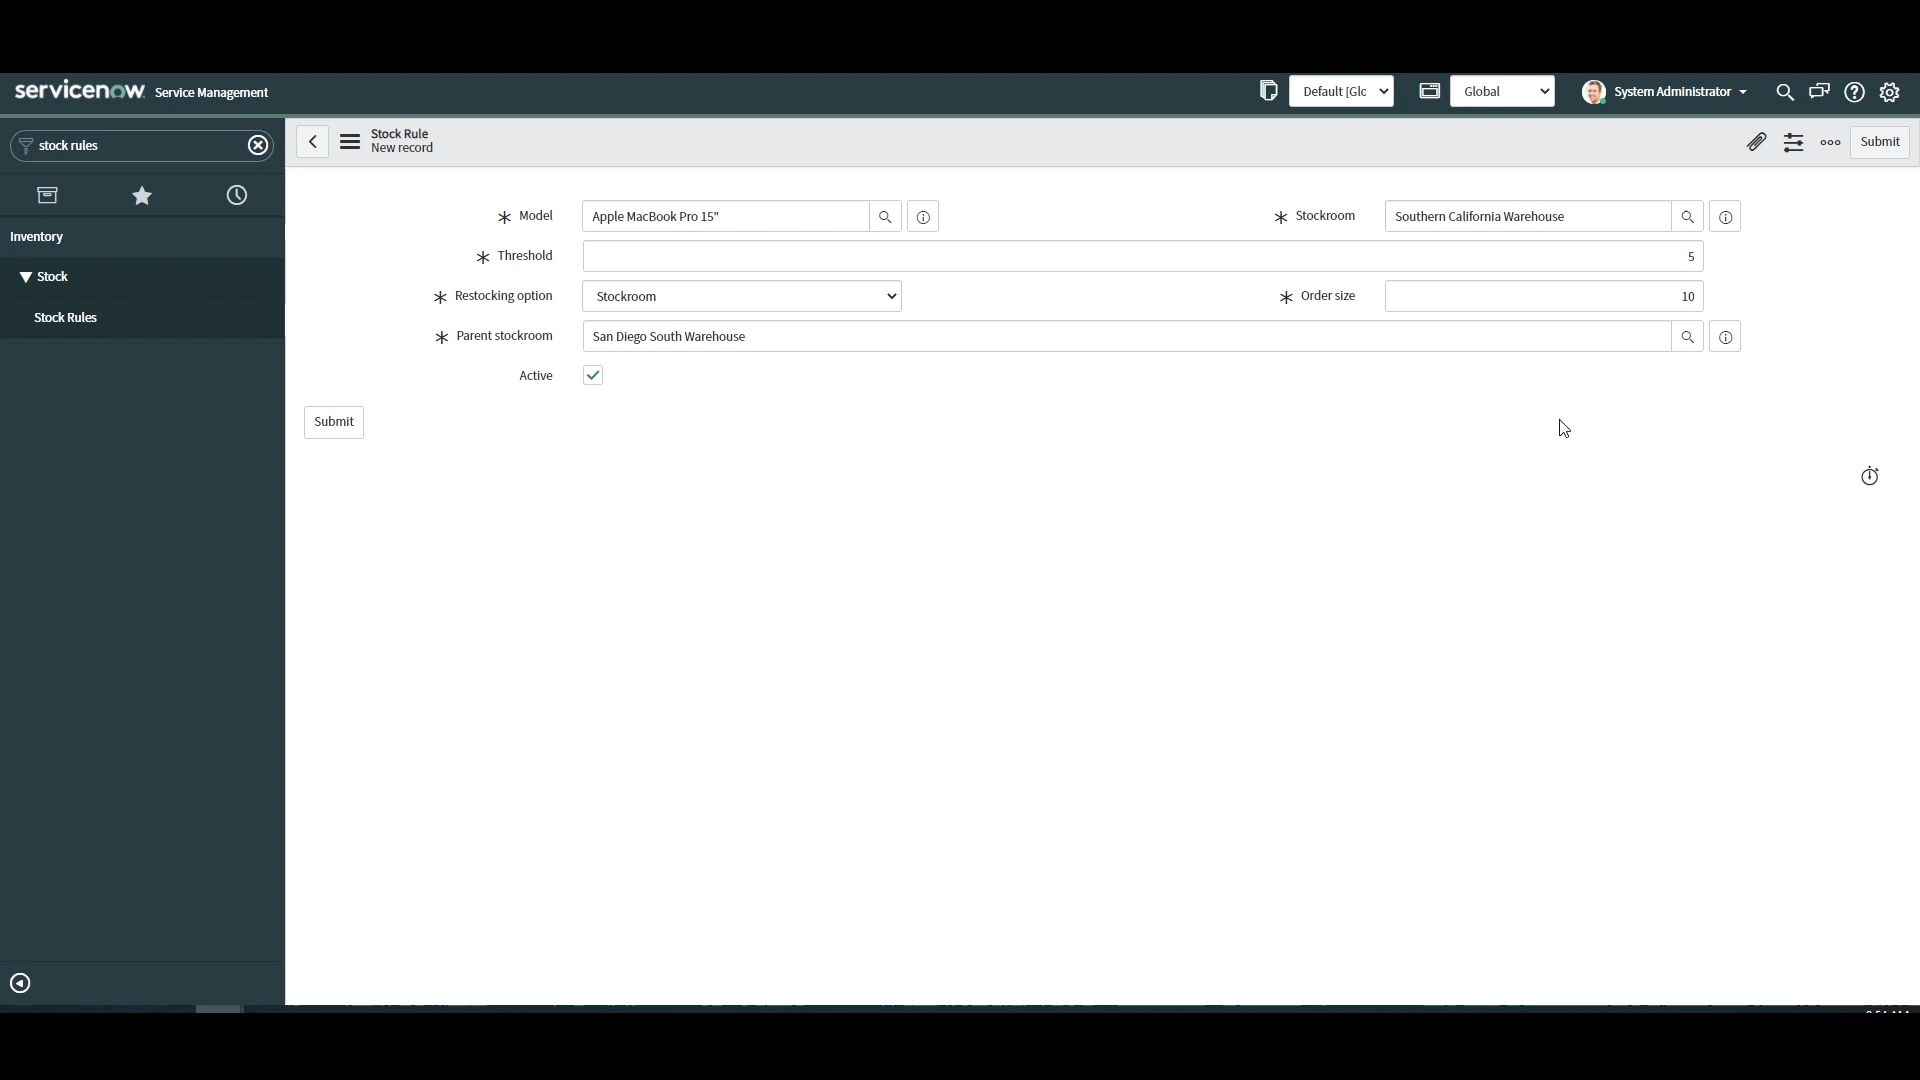 servicenow. Service Management
Default [Glo
Global
System Administrator
stock rules
Stock Rule
New record
Submit
Inventory
Stock
Stock Rules
Model
Apple MacBook Pro 15"
Stockroom
Southern California Warehouse
Threshold
5
Restocking option
Stockroom
Order size
10
Parent stockroom
San Diego South Warehouse
Active
Submit